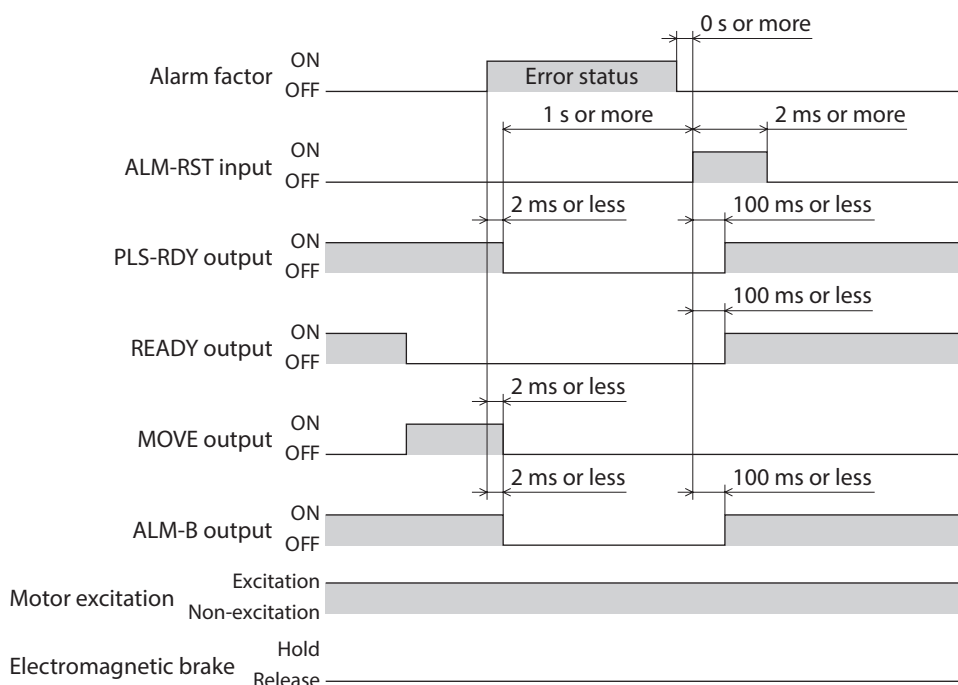 0 s or more
Alarm factor
ON
OFF
Error status
1 s or more
2 ms or more
ALM-RST input
ON
OFF
2 ms or less
100 ms or less
PLS-RDY output
ON
OFF
100 ms or less
READY output
ON
OFF
2 ms or less
MOVE output
ON
OFF
2 ms or less
100 ms or less
ALM-B output
ON
OFF
Motor excitation
Excitation
Non-excitation
Electromagnetic brake
Hold
Release